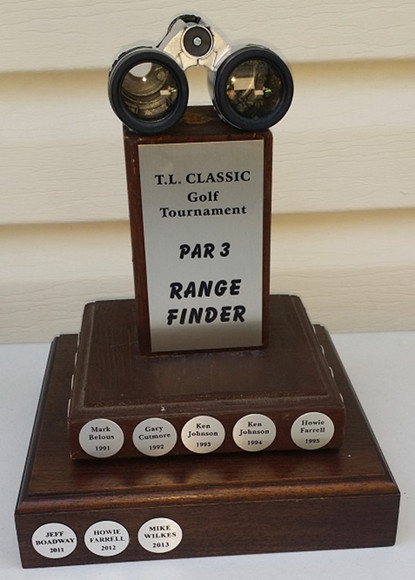 T.L. CLASSIC
Golf
Tournament
PAR 3
RANGE
FINDER
Mark
Belous
1991
Gary
Cutmore
1992
Ken
Johnson
1993
Ken
Johnson
1994
Howie
Farrell
1995
JEFF
BOADWAY
2011
HOWIE
FARRELL
2012
MIKE
WILKES
2013